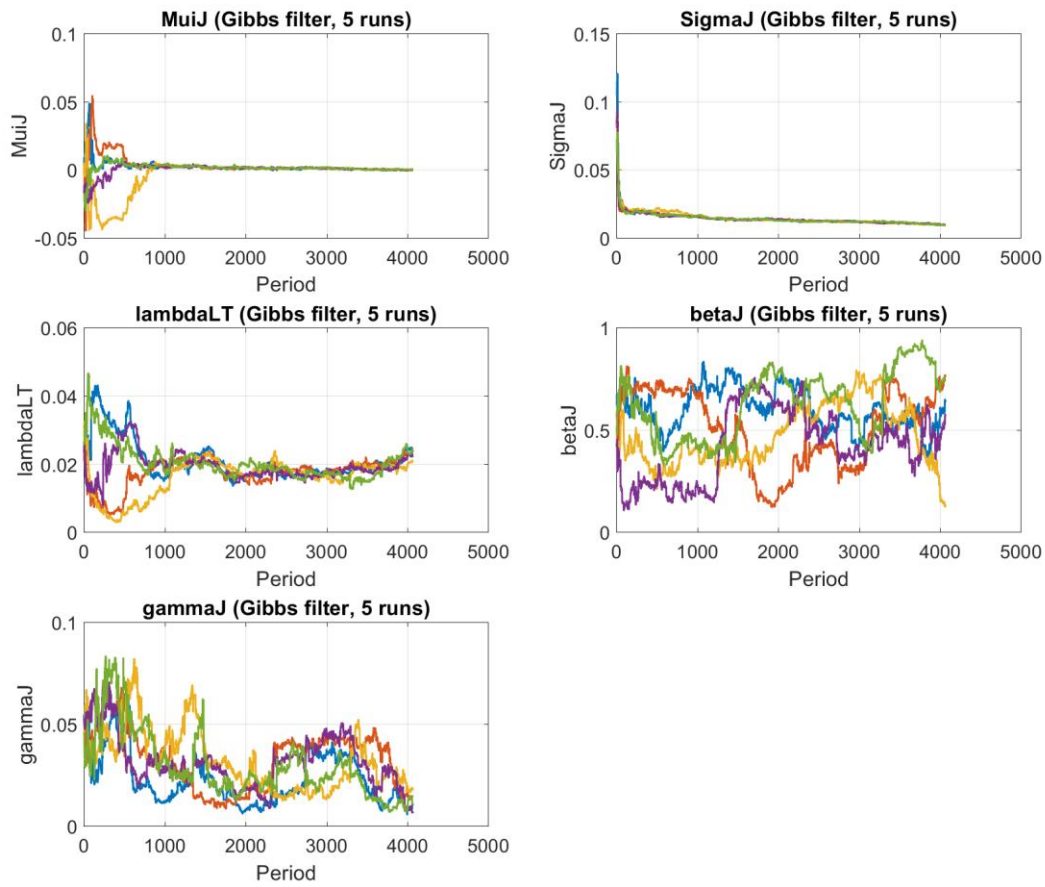 MuiJ (Gibbs filter, 5 runs)
0.1
0.05
0
-0.05
MuiJ
0 1000 2000 3000 4000 5000
Period
SigmaJ (Gibbs filter, 5 runs)
0.15
0.1
0.05
0
SigmaJ
0 1000 2000 3000 4000 5000
Period
lambdaLT (Gibbs filter, 5 runs)
0.06
0.04
0.02
0
lambdaLT
0 1000 2000 3000 4000 5000
Period
betaJ (Gibbs filter, 5 runs)
1
0.5
0
betaJ
0 1000 2000 3000 4000 5000
Period
gammaJ (Gibbs filter, 5 runs)
0.1
0.05
0
gammaJ
0 1000 2000 3000 4000 5000
Period